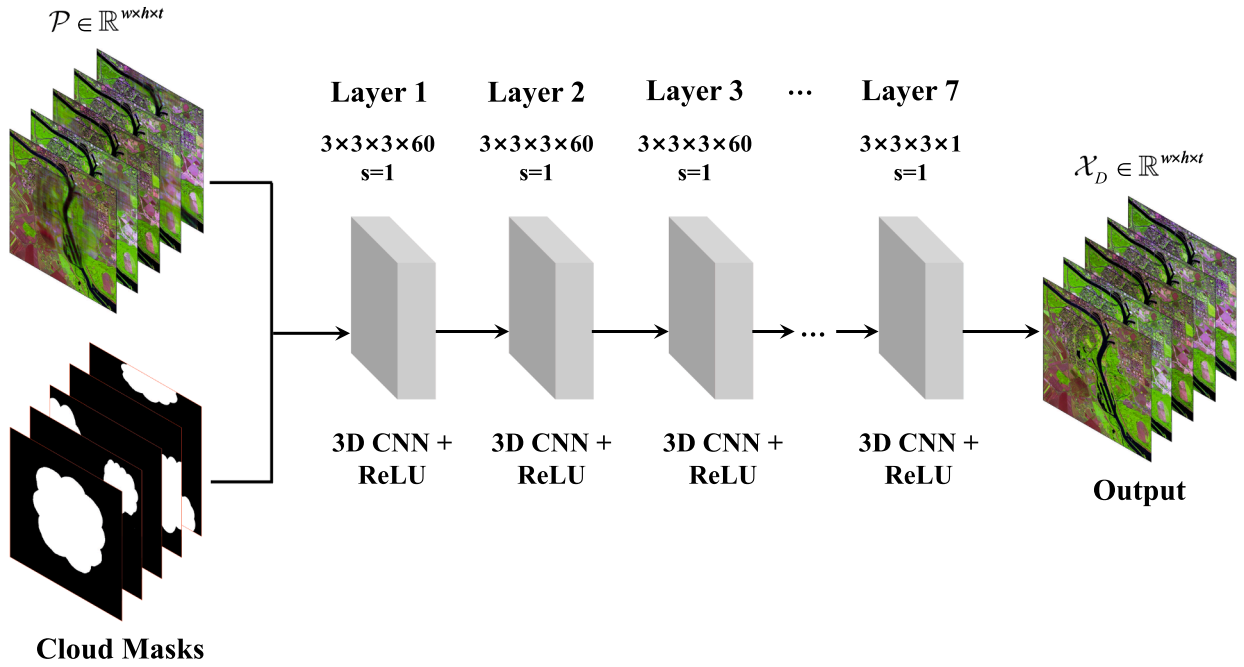 𝒫 ∈ ℝ^{w×h×t}
Layer 1
Layer 2
Layer 3
...
Layer 7
3×3×3×60
s=1
3×3×3×60
s=1
3×3×3×60
s=1
3×3×3×1
s=1
𝒳_D ∈ ℝ^{w×h×t}
...
3D CNN +
ReLU
3D CNN +
ReLU
3D CNN +
ReLU
3D CNN +
ReLU
Output
Cloud Masks